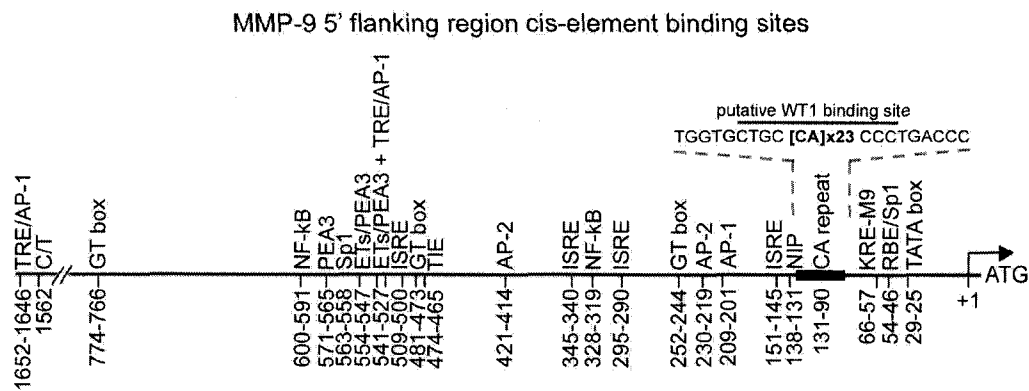 MMP-9 5' flanking region cis-element binding sites
putative WT1 binding site
TGGTGCTGC [CA]x23 CCCTGACCC
TRE/AP-1
C/T
GT box
NF-kB
PEA3
Sp1
ETs/PEA3
ETs/PEA3 + TRE/AP-1
ISRE
GT box
TIE
AP-2
ISRE
NF-kB
ISRE
GT box
AP-2
AP-1
ISRE
NIP
CA repeat
KRE-M9
RBE/Sp1
TATA box
ATG
+1
1652-1646
1562
774-766
600-591
571-565
563-558
554-547
541-527
509-500
481-473
474-465
421-414
345-340
328-319
295-290
252-244
230-219
209-201
151-145
138-131
131-90
66-57
54-46
29-25